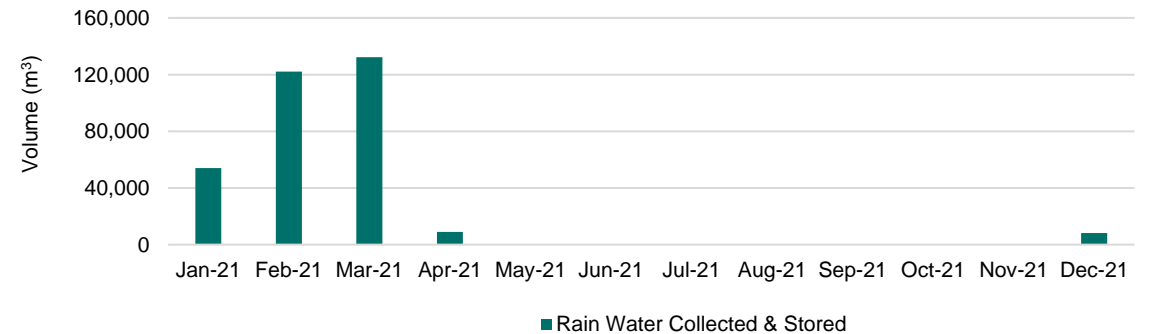 160,000
120,000
80,000
40,000
0
Volume (m³)
Jan-21 Feb-21 Mar-21 Apr-21 May-21 Jun-21 Jul-21 Aug-21 Sep-21 Oct-21 Nov-21 Dec-21
Rain Water Collected & Stored